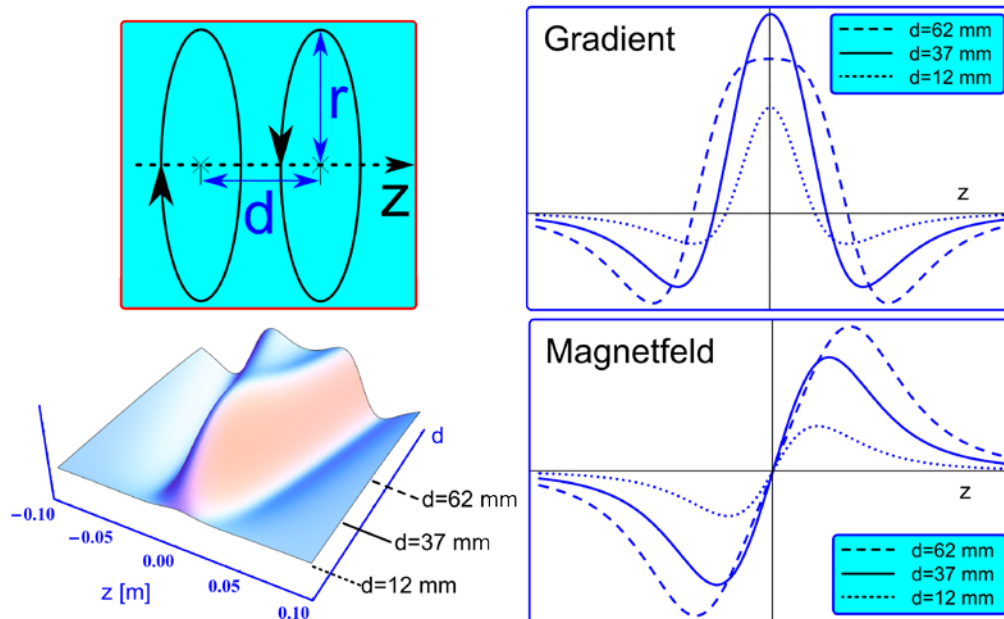 r
d
z
Gradient
d=62 mm
d=37 mm
d=12 mm
z
d
d=62 mm
d=37 mm
d=12 mm
−0.10
−0.05
0.00
0.05
0.10
z [m]
Magnetfeld
z
d=62 mm
d=37 mm
d=12 mm